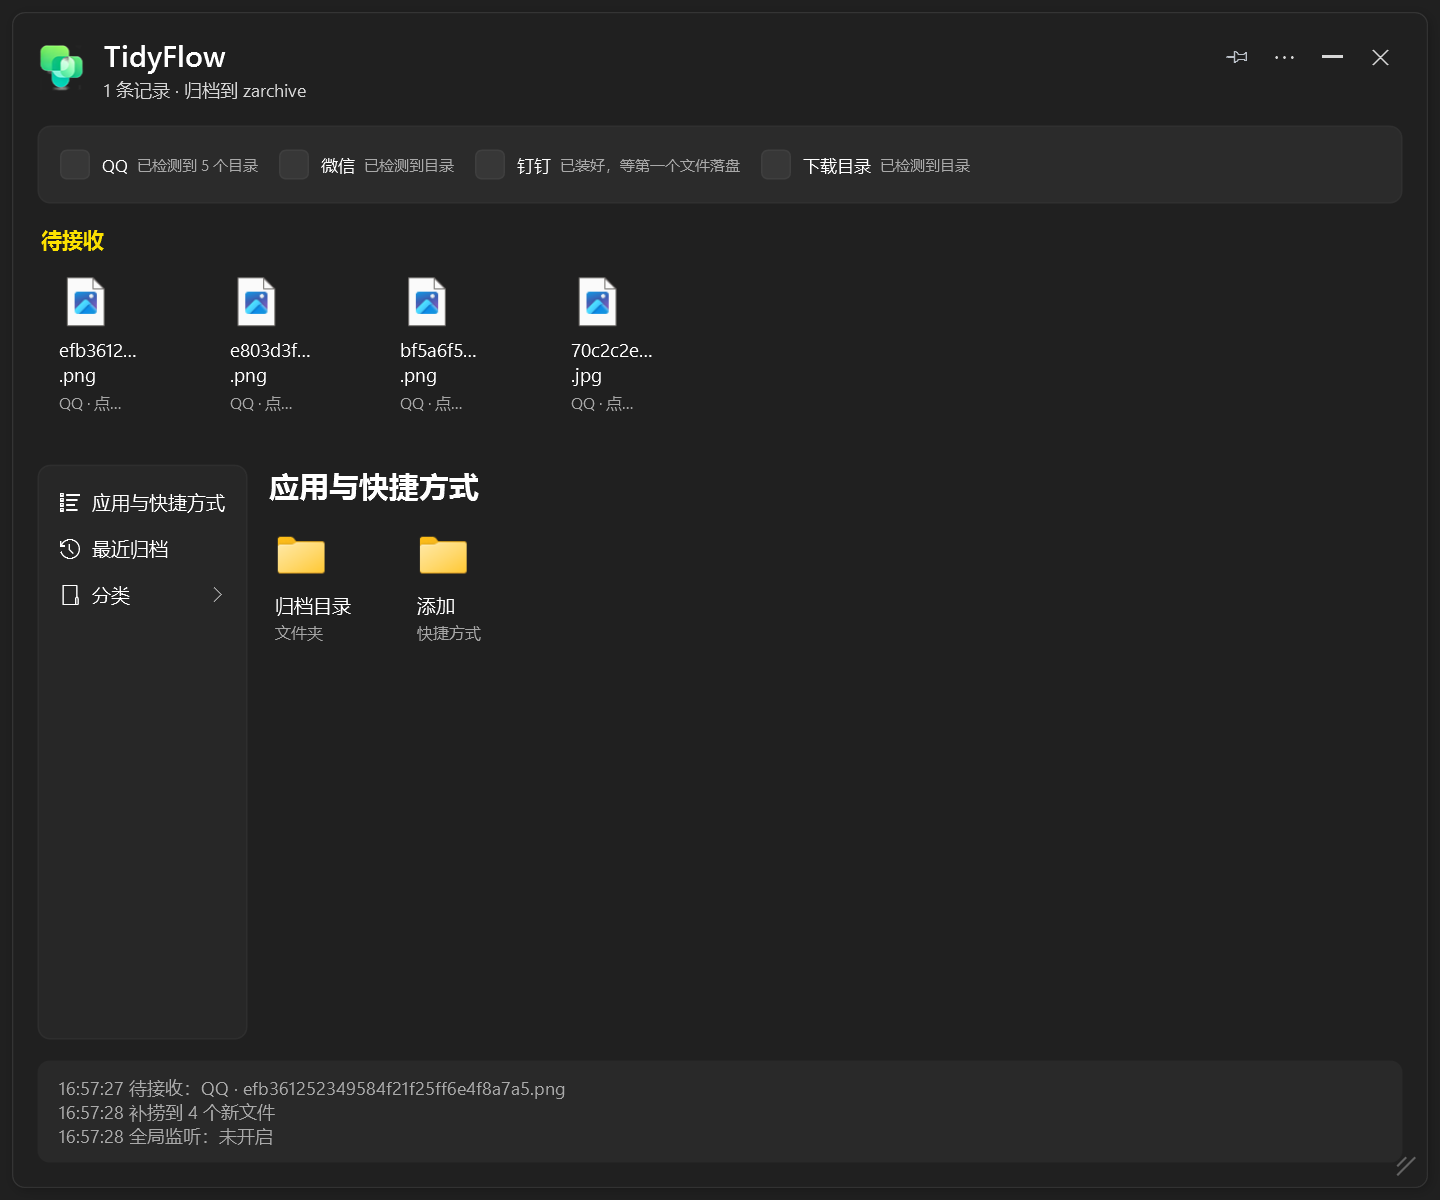 TidyFlow
1 条记录 · 归档到 zarchive
QQ 已检测到 5 个目录 微信 已检测到目录 钉钉 已装好，等第一个文件落盘 下载目录 已检测到目录
待接收
efb3612...
.png
QQ · 点...
e803d3f...
.png
QQ · 点...
bf5a6f5...
.png
QQ · 点...
70c2c2e...
.jpg
QQ · 点...
应用与快捷方式
最近归档
分类
应用与快捷方式
归档目录
文件夹
添加
快捷方式
16:57:27 待接收：QQ · efb361252349584f21f25ff6e4f8a7a5.png
16:57:28 补捞到 4 个新文件
16:57:28 全局监听：未开启